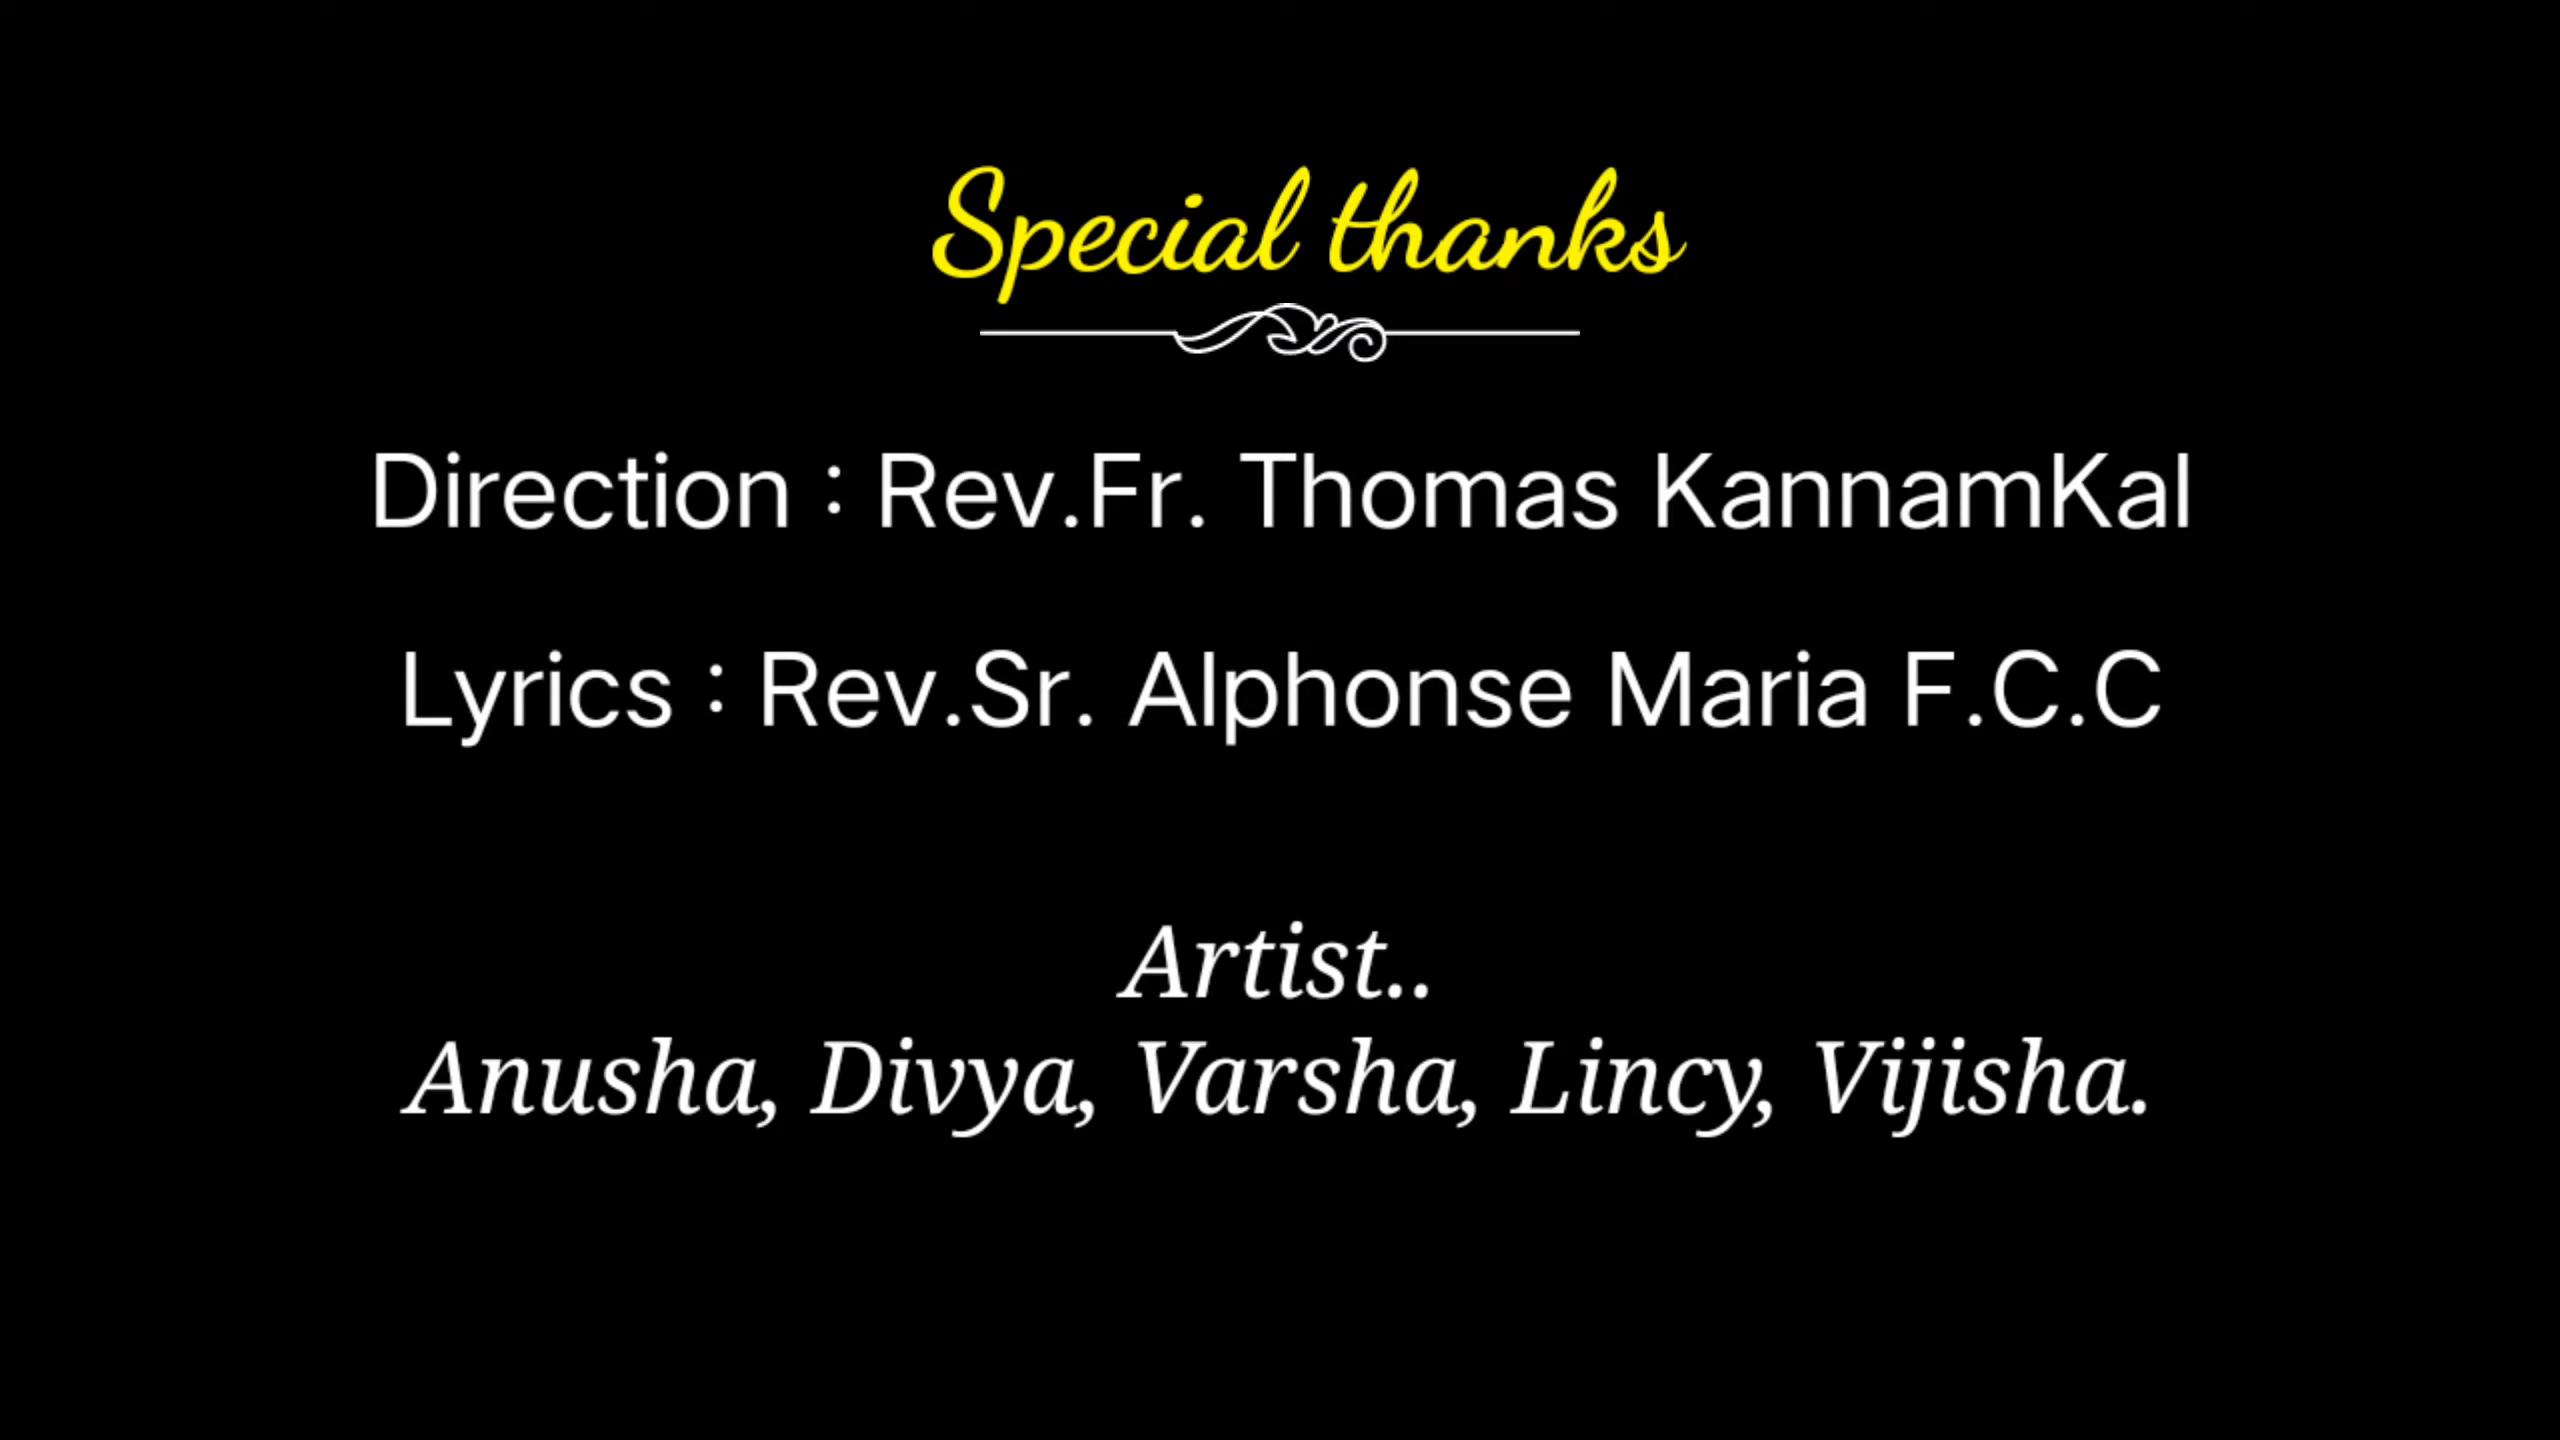 Special thanks
Direction : Rev.Fr. Thomas KannamKal
Lyrics : Rev.Sr. Alphonse Maria F.C.C
Artist..
Anusha, Divya, Varsha, Lincy, Vijisha.